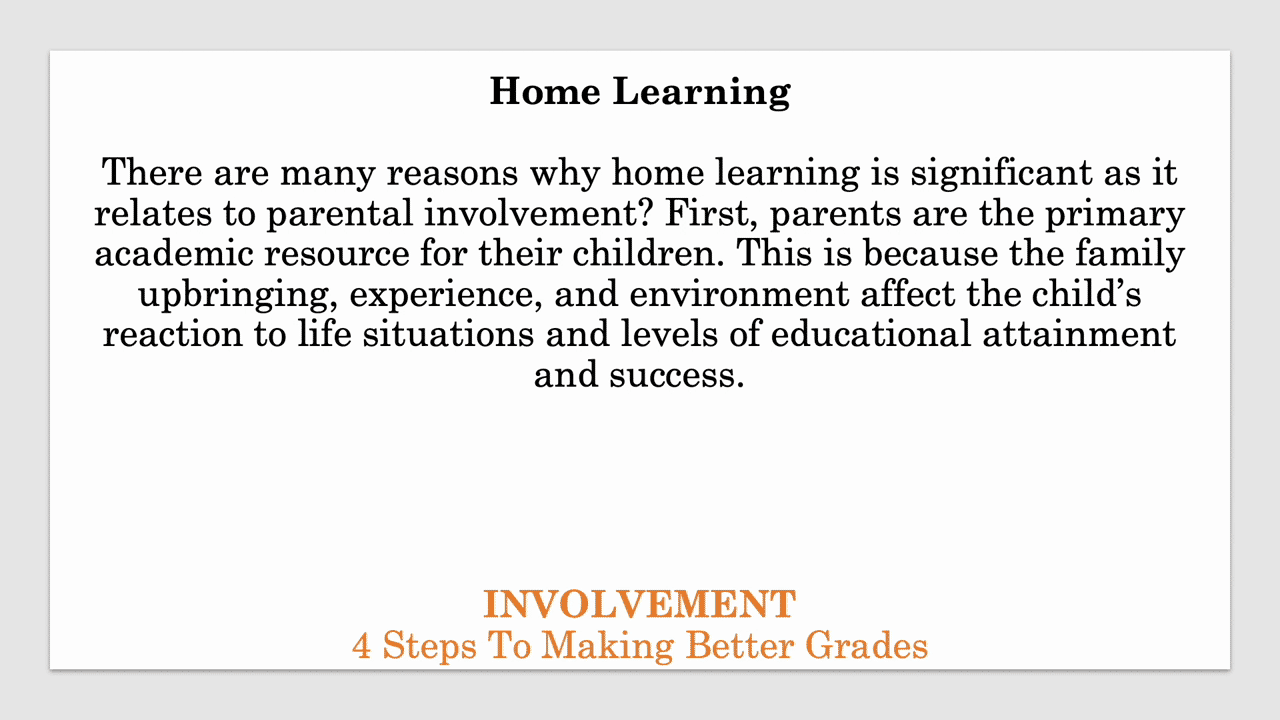 Home Learning
There are many reasons why home learning is significant as it
relates to parental involvement? First, parents are the primary
academic resource for their children. This is because the family
upbringing, experience, and environment affect the child’s
reaction to life situations and levels of educational attainment
and success.
INVOLVEMENT
4 Steps To Making Better Grades